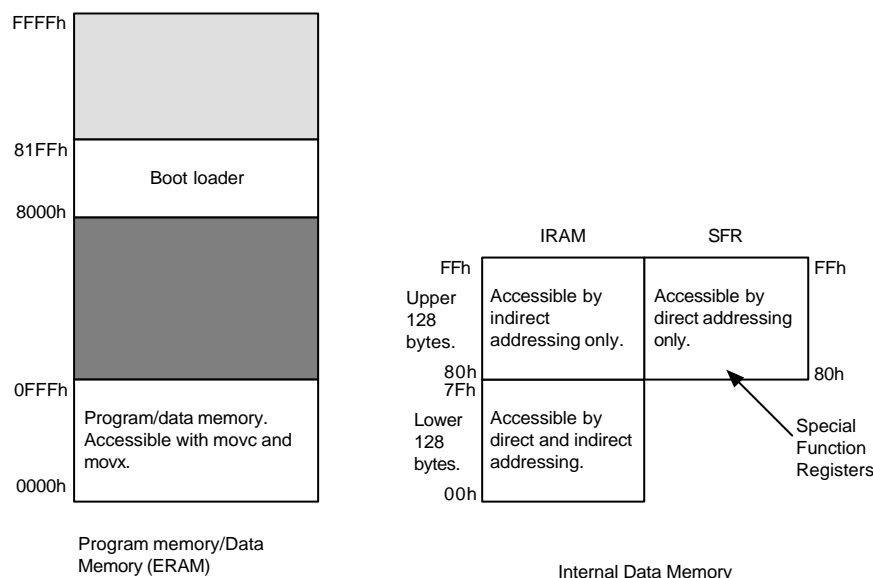 FFFFh
81FFh
Boot loader
8000h
0FFFh
Program/data memory.
Accessible with movc and
movx.
0000h
Program memory/Data
Memory (ERAM)
IRAM
SFR
FFh
FFh
Upper
128
bytes.
Accessible by
indirect
addressing only.
Accessible by
direct addressing
only.
80h
80h
7Fh
Lower
128
bytes.
Accessible by
direct and indirect
addressing.
Special
Function
Registers
00h
Internal Data Memory